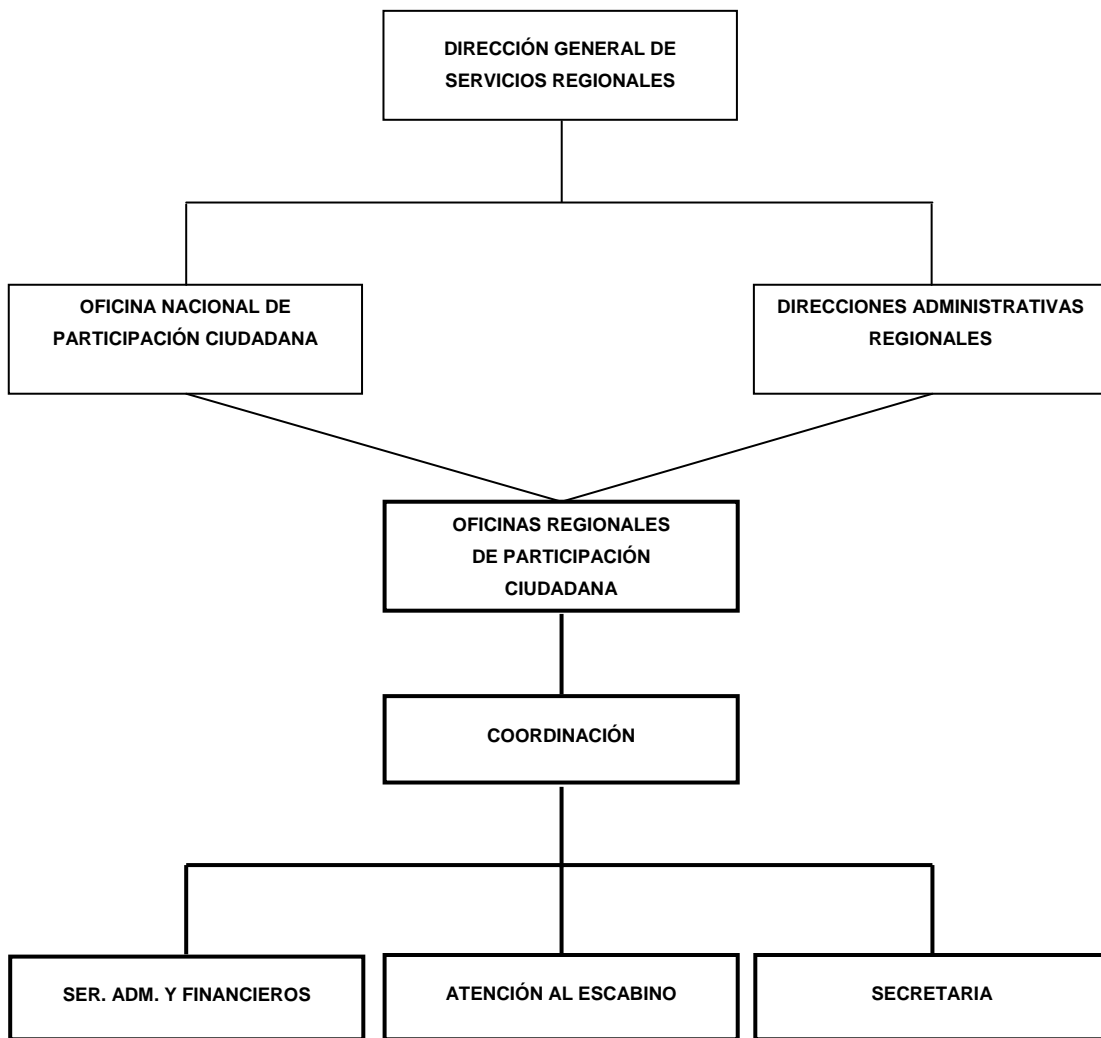 DIRECCIÓN GENERAL DE
SERVICIOS REGIONALES
OFICINA NACIONAL DE
PARTICIPACIÓN CIUDADANA
DIRECCIONES ADMINISTRATIVAS
REGIONALES
OFICINAS REGIONALES
DE PARTICIPACIÓN
CIUDADANA
COORDINACIÓN
SER. ADM. Y FINANCIEROS
ATENCIÓN AL ESCABINO
SECRETARIA